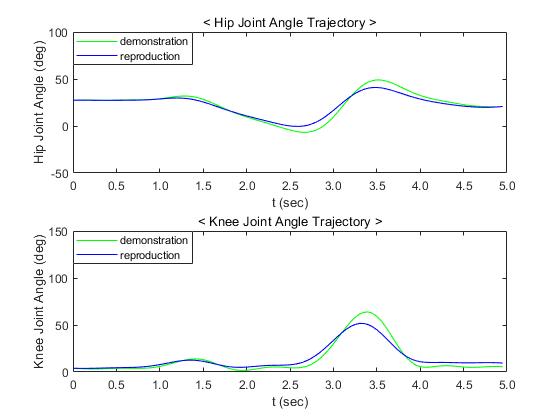 < Hip Joint Angle Trajectory >
100
50
0
-50
Hip Joint Angle (deg)
demonstration
reproduction
0 0.5 1.0 1.5 2.0 2.5 3.0 3.5 4.0 4.5 5.0
t (sec)
< Knee Joint Angle Trajectory >
150
100
50
0
Knee Joint Angle (deg)
demonstration
reproduction
0 0.5 1.0 1.5 2.0 2.5 3.0 3.5 4.0 4.5 5.0
t (sec)